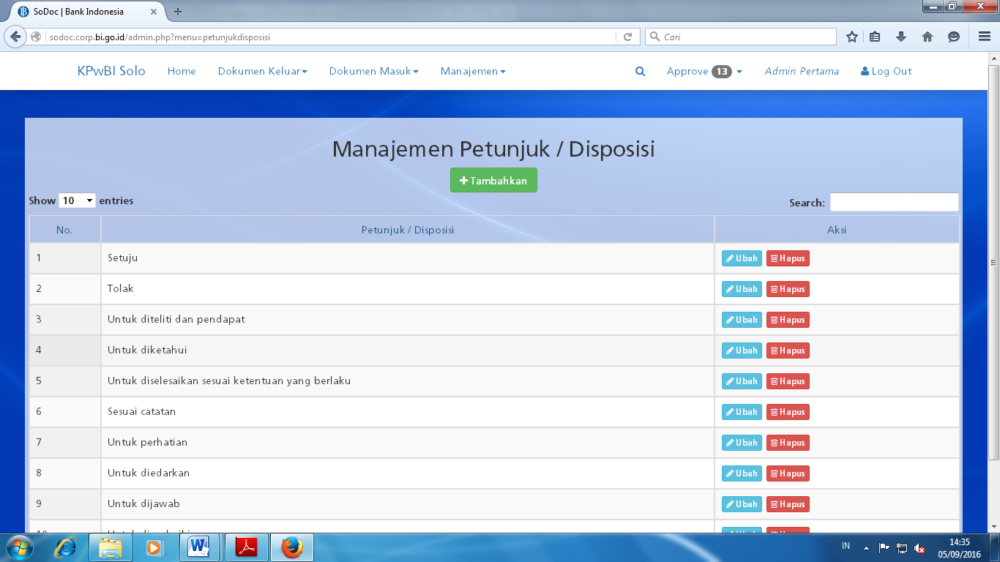 SoDoc | Bank Indonesia
sodoc.corp.bi.go.id/admin.php?menu=petunjukdisposisi
Cari
KPwBI Solo Home Dokumen Keluar Dokumen Masuk Manajemen Approve 13 Admin Pertama Log Out
Manajemen Petunjuk / Disposisi
Tambahkan
Show 10 entries Search:
No. Petunjuk / Disposisi Aksi
1 Setuju Ubah Hapus
2 Tolak Ubah Hapus
3 Untuk diteliti dan pendapat Ubah Hapus
4 Untuk diketahui Ubah Hapus
5 Untuk diselesaikan sesuai ketentuan yang berlaku Ubah Hapus
6 Sesuai catatan Ubah Hapus
7 Untuk perhatian Ubah Hapus
8 Untuk diedarkan Ubah Hapus
9 Untuk dijawab Ubah Hapus
10 Untuk
IN 14:35
05/09/2016